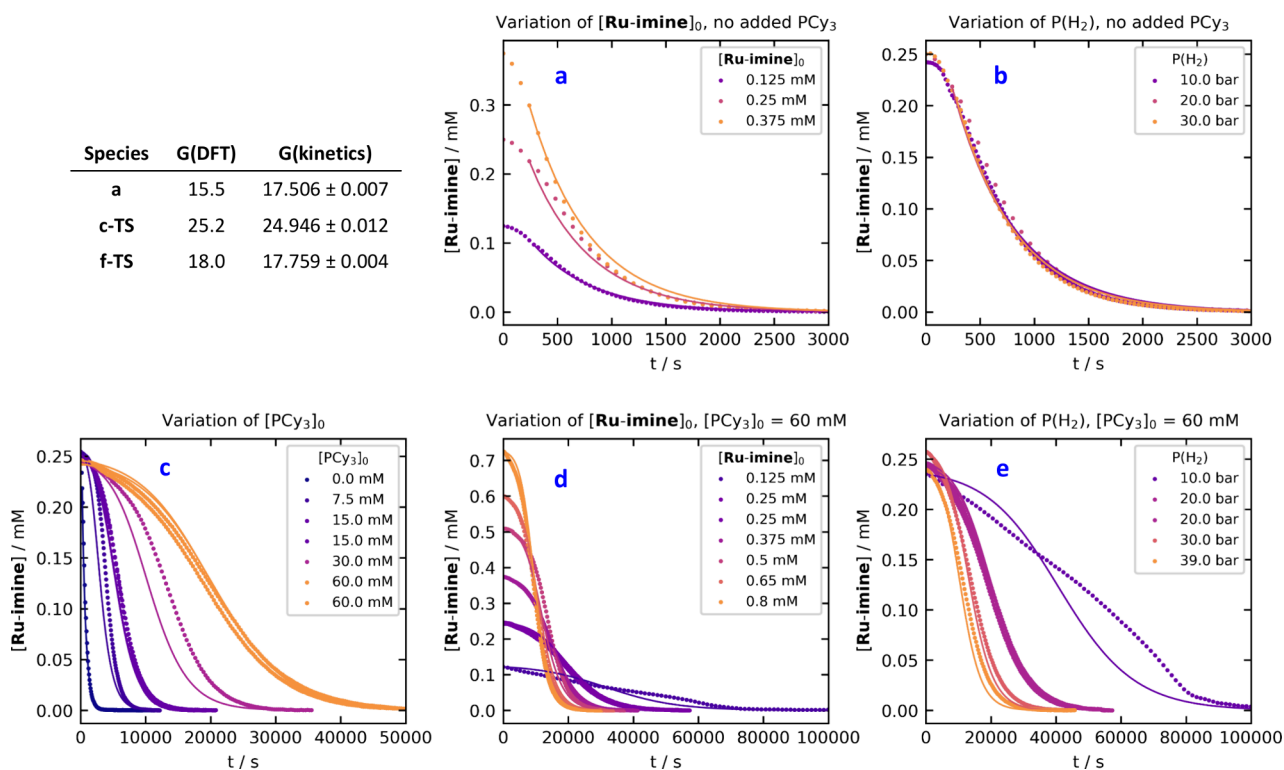 Species G(DFT) G(kinetics)
a 15.5 17.506 ± 0.007
c-TS 25.2 24.946 ± 0.012
f-TS 18.0 17.759 ± 0.004
Variation of [Ru-imine]₀, no added PCy₃
a
[Ru-imine]₀
0.125 mM
0.25 mM
0.375 mM
[Ru-imine] / mM
0.3
0.2
0.1
0.0
0 500 1000 1500 2000 2500 3000
t / s
Variation of P(H₂), no added PCy₃
b
P(H₂)
10.0 bar
20.0 bar
30.0 bar
[Ru-imine] / mM
0.25
0.20
0.15
0.10
0.05
0.00
0 500 1000 1500 2000 2500 3000
t / s
Variation of [PCy₃]₀
c
[PCy₃]₀
0.0 mM
7.5 mM
15.0 mM
15.0 mM
30.0 mM
60.0 mM
60.0 mM
[Ru-imine] / mM
0.25
0.20
0.15
0.10
0.05
0.00
0 10000 20000 30000 40000 50000
t / s
Variation of [Ru-imine]₀, [PCy₃]₀ = 60 mM
d
[Ru-imine]₀
0.125 mM
0.25 mM
0.25 mM
0.375 mM
0.5 mM
0.65 mM
0.8 mM
[Ru-imine] / mM
0.7
0.6
0.5
0.4
0.3
0.2
0.1
0.0
0 20000 40000 60000 80000 100000
t / s
Variation of P(H₂), [PCy₃]₀ = 60 mM
e
P(H₂)
10.0 bar
20.0 bar
20.0 bar
30.0 bar
39.0 bar
[Ru-imine] / mM
0.25
0.20
0.15
0.10
0.05
0.00
0 20000 40000 60000 80000 100000
t / s